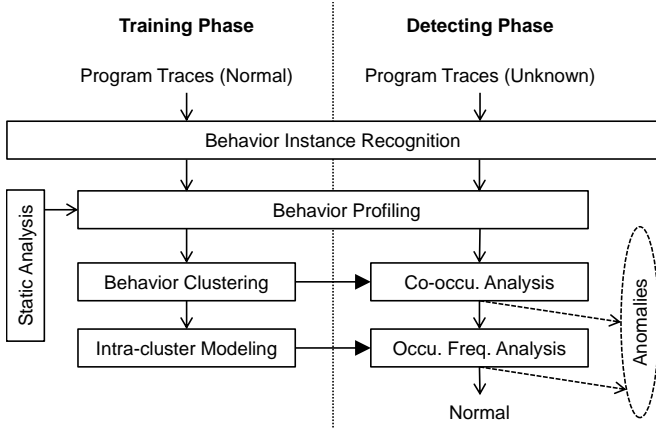 Training Phase
Detecting Phase
Program Traces (Normal)
Program Traces (Unknown)
Behavior Instance Recognition
Static Analysis
Behavior Profiling
Behavior Clustering
Co-occu. Analysis
Anomalies
Intra-cluster Modeling
Occu. Freq. Analysis
Normal